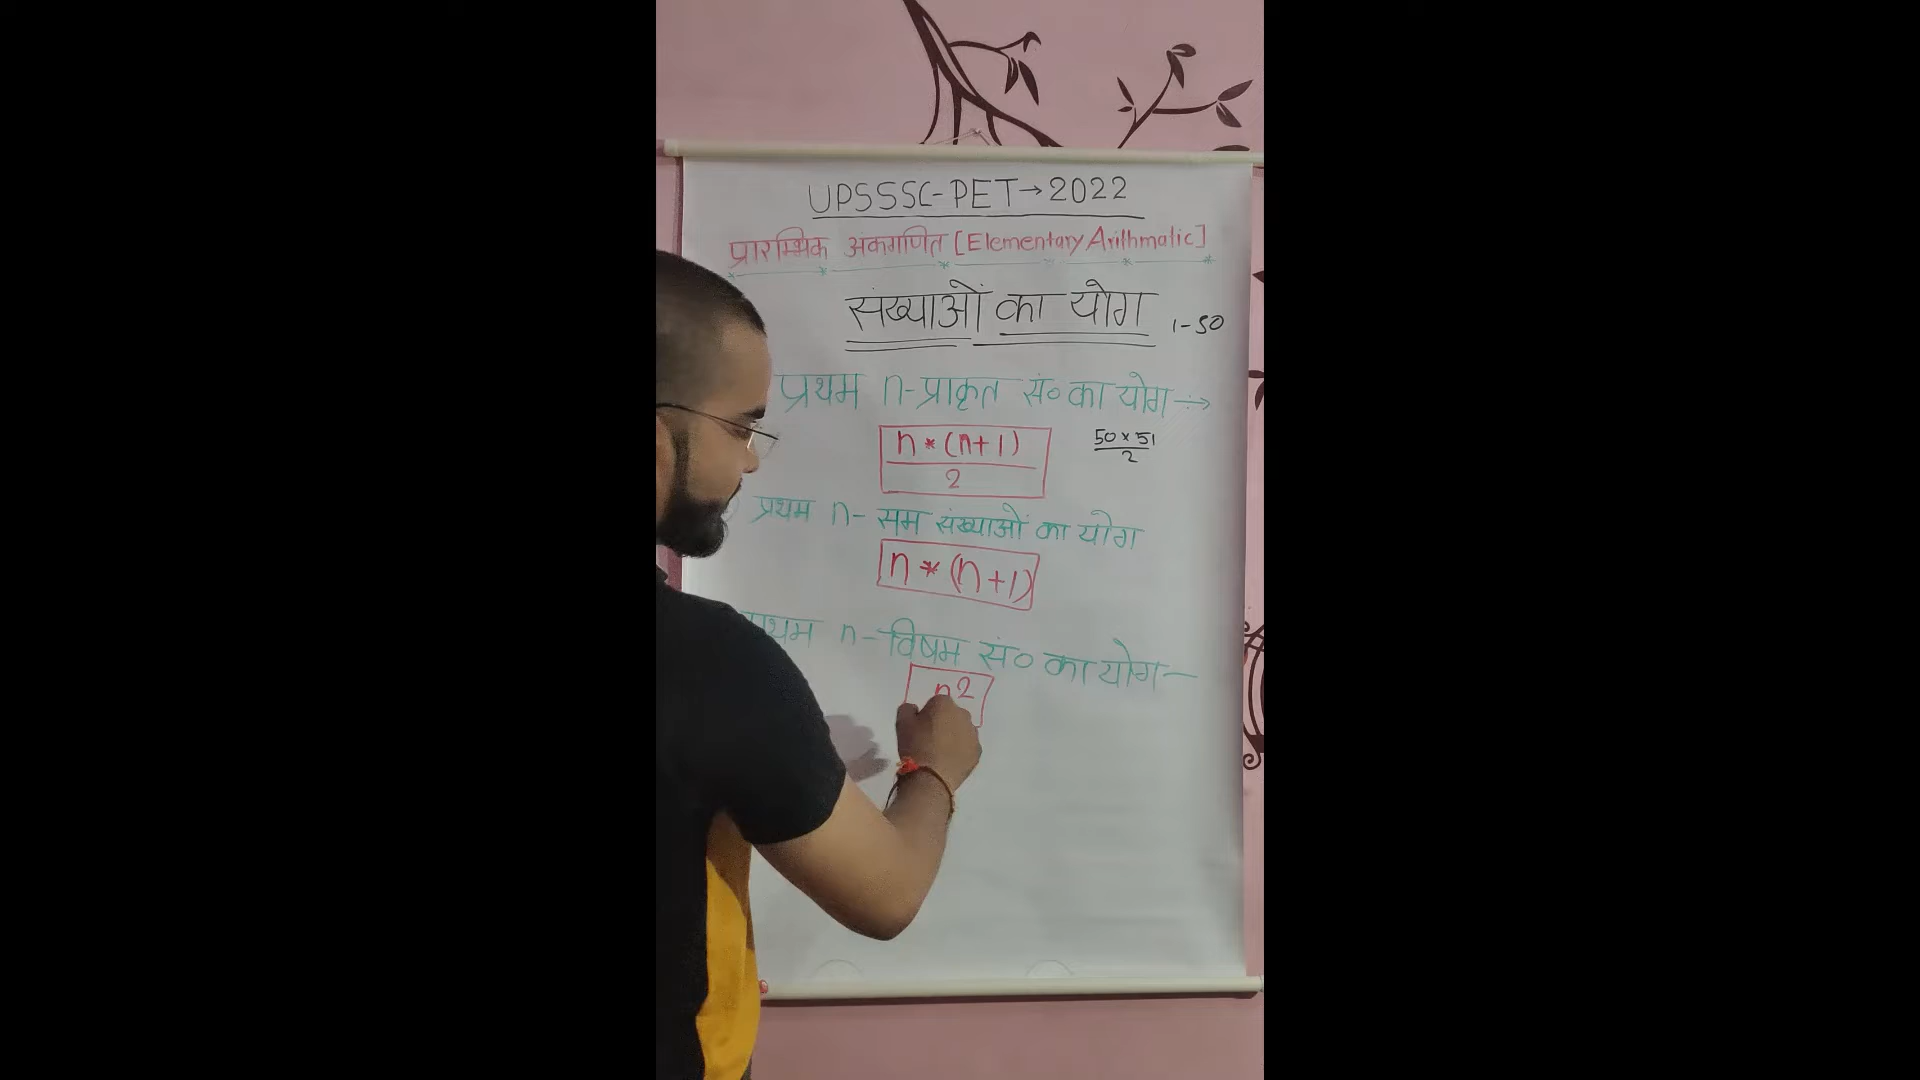 UPSSSC-PET→2022
प्रारम्भिक अकगणित [Elementary Arithmatic]
संख्याओं का योग 1-50
प्रथम n-प्राकृत सं० का योग →
n * (n+1)
2
50 × 51
2
प्रथम n- सम संख्याओं का योग
n * (n+1)
n-विषम सं० का योग-
n2